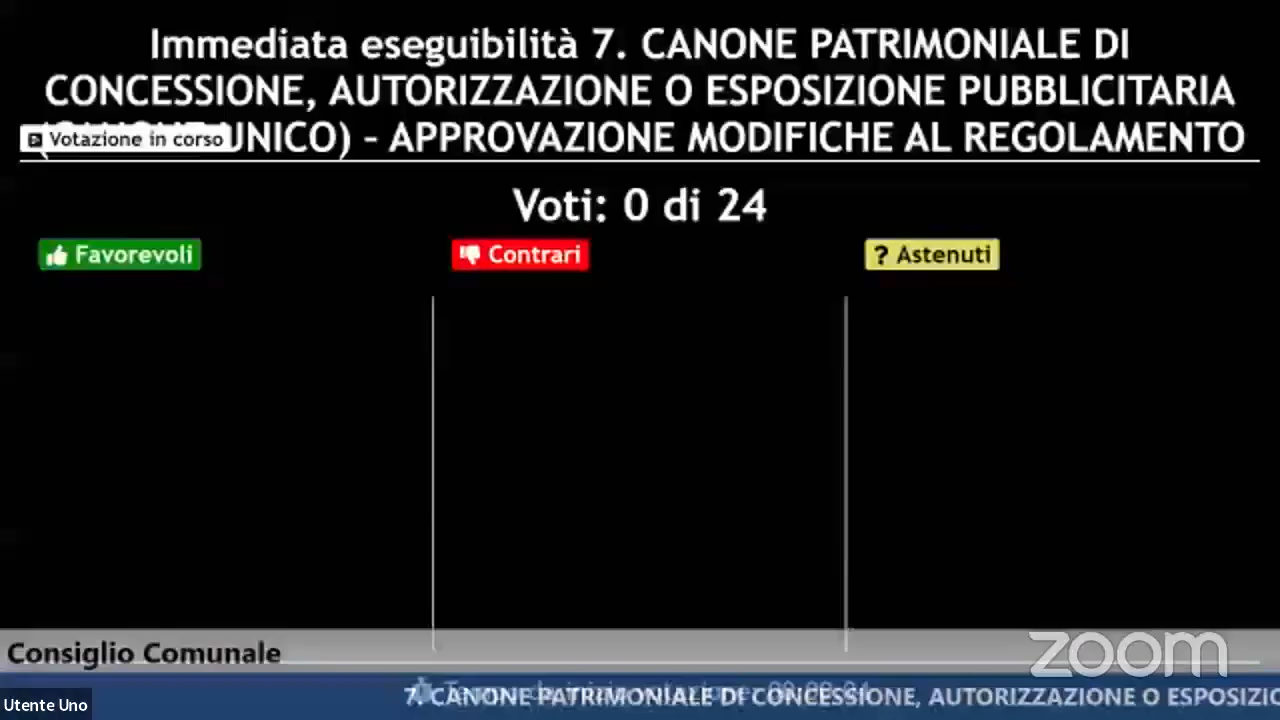 Immediata eseguibilità 7. CANONE PATRIMONIALE DI
CONCESSIONE, AUTORIZZAZIONE O ESPOSIZIONE PUBBLICITARIA
UNICO) – APPROVAZIONE MODIFICHE AL REGOLAMENTO
Votazione in corso
Voti: 0 di 24
Favorevoli
Contrari
? Astenuti
Consiglio Comunale
zoom
7. CANONE PATRIMONIALE DI CONCESSIONE, AUTORIZZAZIONE O ESPOSIZIO
Utente Uno